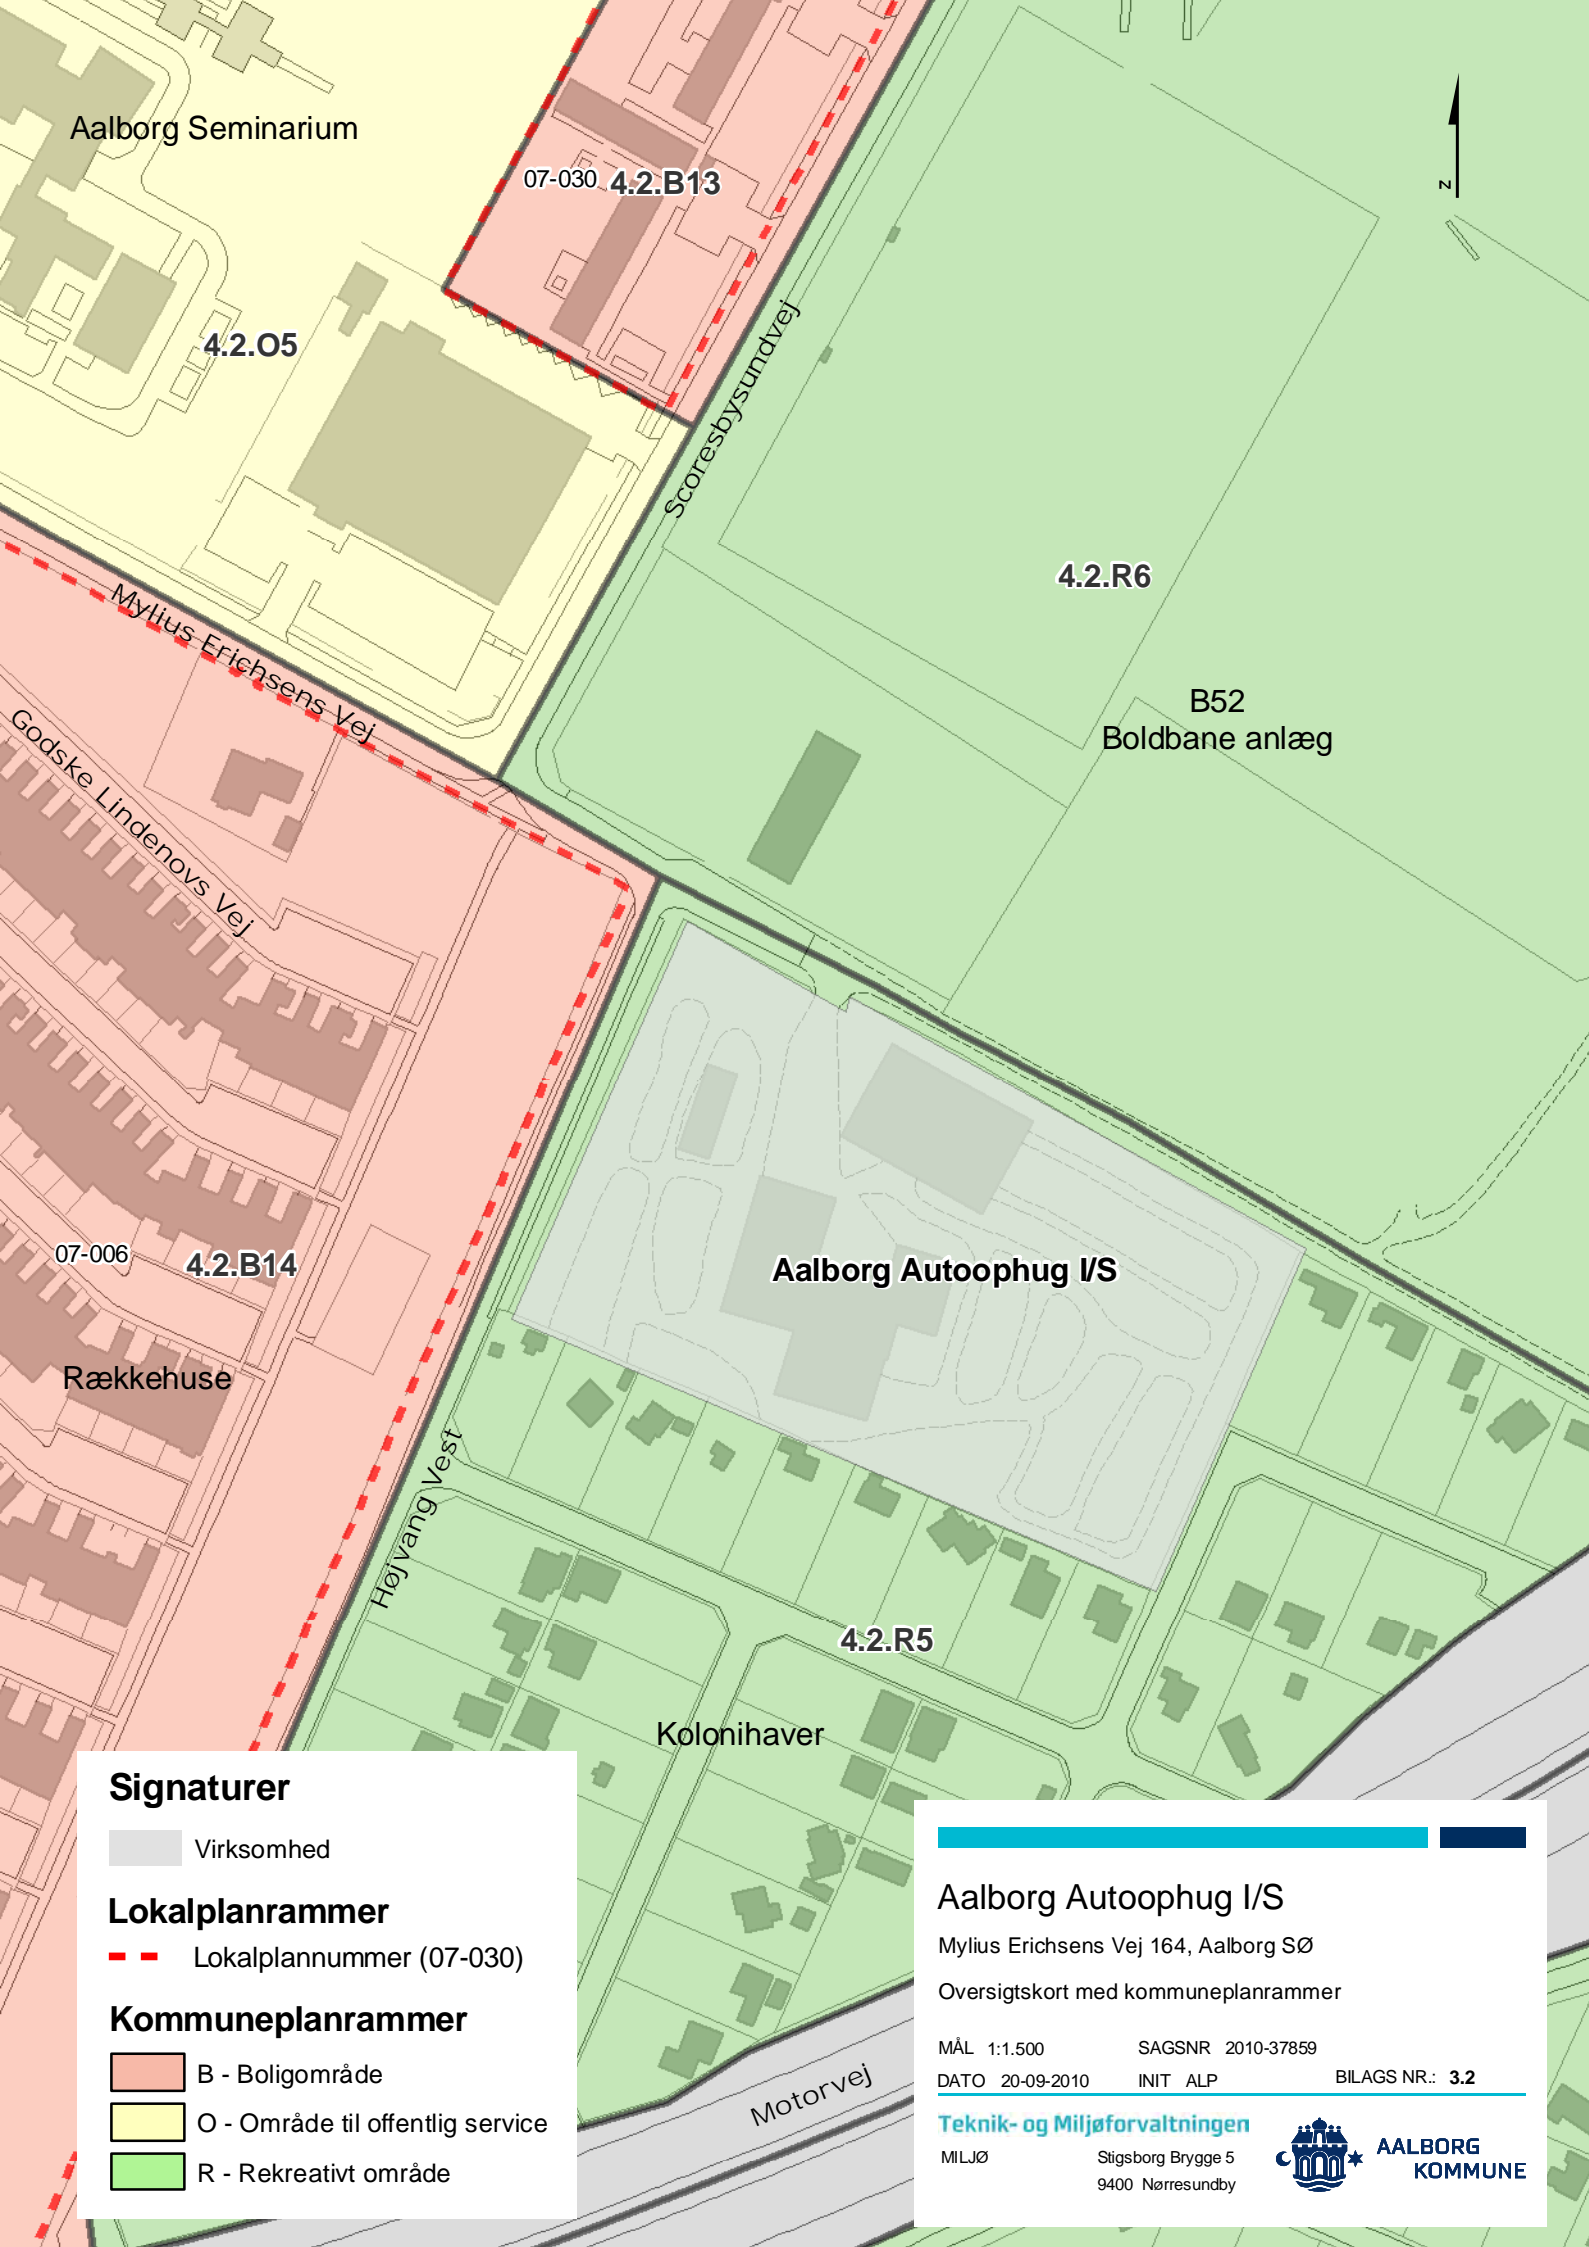 Aalborg Seminarium
07-030 4.2.B13
N
4.2.O5
Scoresbysundvej
4.2.R6
Mylius Erichsens Vej
B52
Boldbane anlæg
Godske Lindenovs Vej
07-006 4.2.B14
Aalborg Autoophug I/S
Rækkehuse
Højvang Vest
4.2.R5
Kolonihaver
Motorvej
Signaturer
Virksomhed
Lokalplanrammer
Lokalplannummer (07-030)
Kommuneplanrammer
B - Boligområde
O - Område til offentlig service
R - Rekreativt område
Aalborg Autoophug I/S
Mylius Erichsens Vej 164, Aalborg SØ
Oversigtskort med kommuneplanrammer
MÅL 1:1.500 SAGSNR 2010-37859
DATO 20-09-2010 INIT ALP BILAGS NR.: 3.2
Teknik- og Miljøforvaltningen
MILJØ Stigsborg Brygge 5
9400 Nørresundby
AALBORG
KOMMUNE